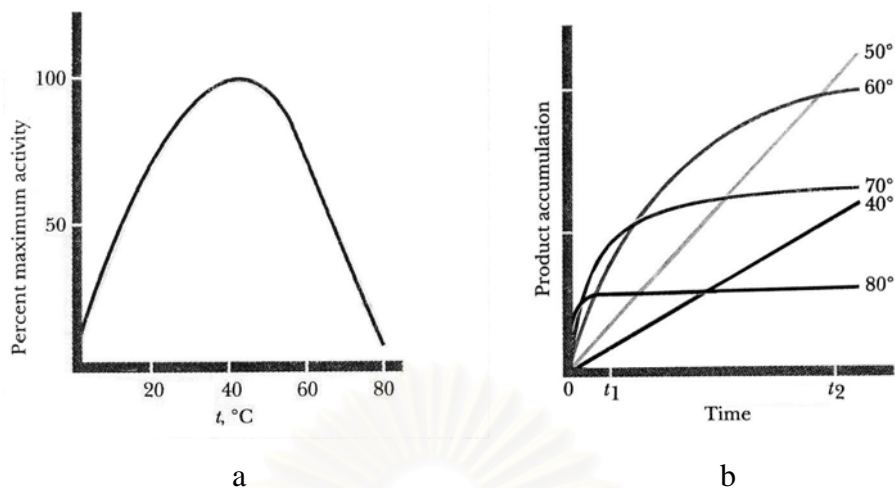 Percent maximum activity
100
50
20 40 60 80
t, °C
a
Product accumulation
50°
60°
70°
40°
80°
0 t1 t2
Time
b